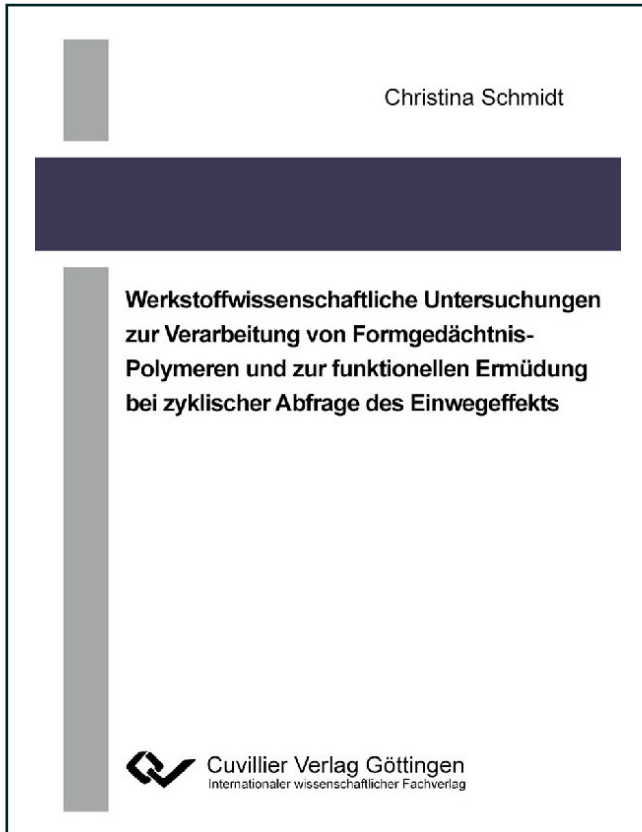 Christina Schmidt
Werkstoffwissenschaftliche Untersuchungen
zur Verarbeitung von Formgedächtnis-
Polymeren und zur funktionellen Ermüdung
bei zyklischer Abfrage des Einwegeffekts
Cuvillier Verlag Göttingen
Internationaler wissenschaftlicher Fachverlag